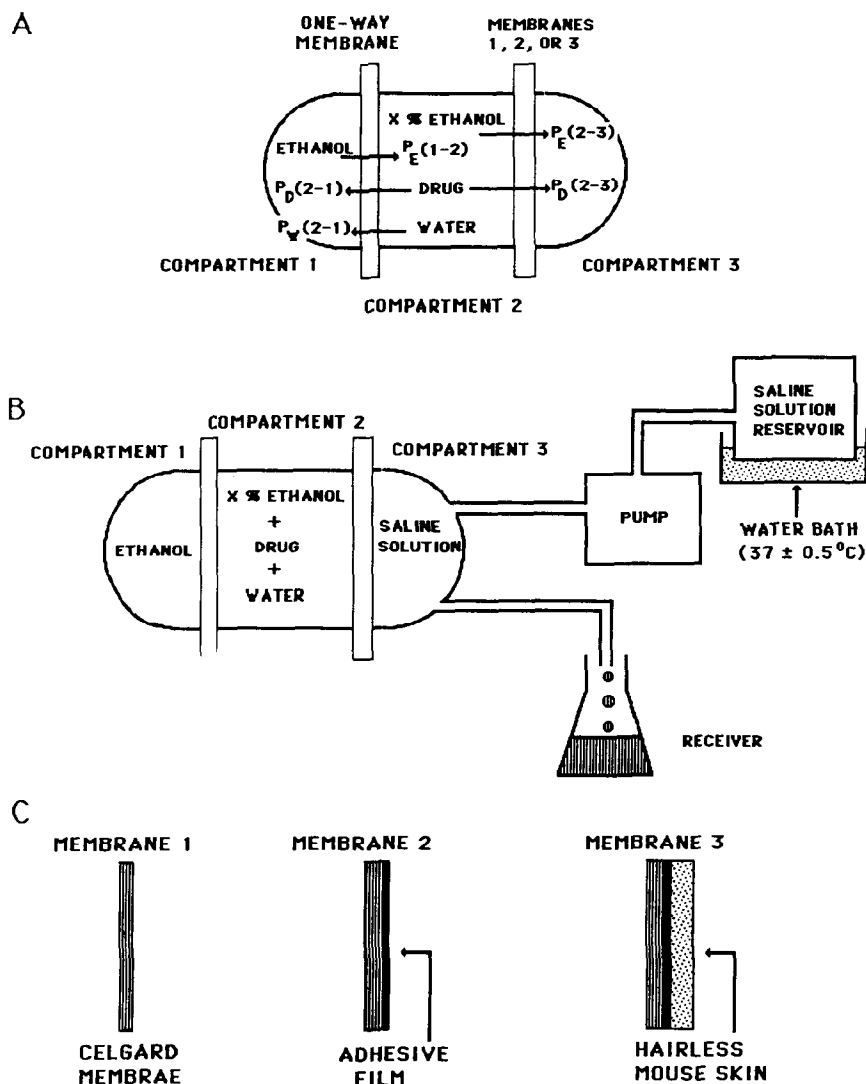 A
ONE-WAY
MEMBRANE
MEMBRANES
1, 2, OR 3
X % ETHANOL
P_E(2-3)
ETHANOL
P_E(1-2)
P_D(2-1)
DRUG
P_D(2-3)
P_W(2-1)
WATER
COMPARTMENT 1
COMPARTMENT 3
COMPARTMENT 2
B
COMPARTMENT 2
COMPARTMENT 1
COMPARTMENT 3
X % ETHANOL
+
DRUG
+
WATER
ETHANOL
SALINE
SOLUTION
PUMP
SALINE
SOLUTION
RESERVOIR
WATER BATH
(37 ± 0.5⁰C)
RECEIVER
C
MEMBRANE 1
MEMBRANE 2
MEMBRANE 3
CELGARD
MEMBRAE
ADHESIVE
FILM
HAIRLESS
MOUSE SKIN